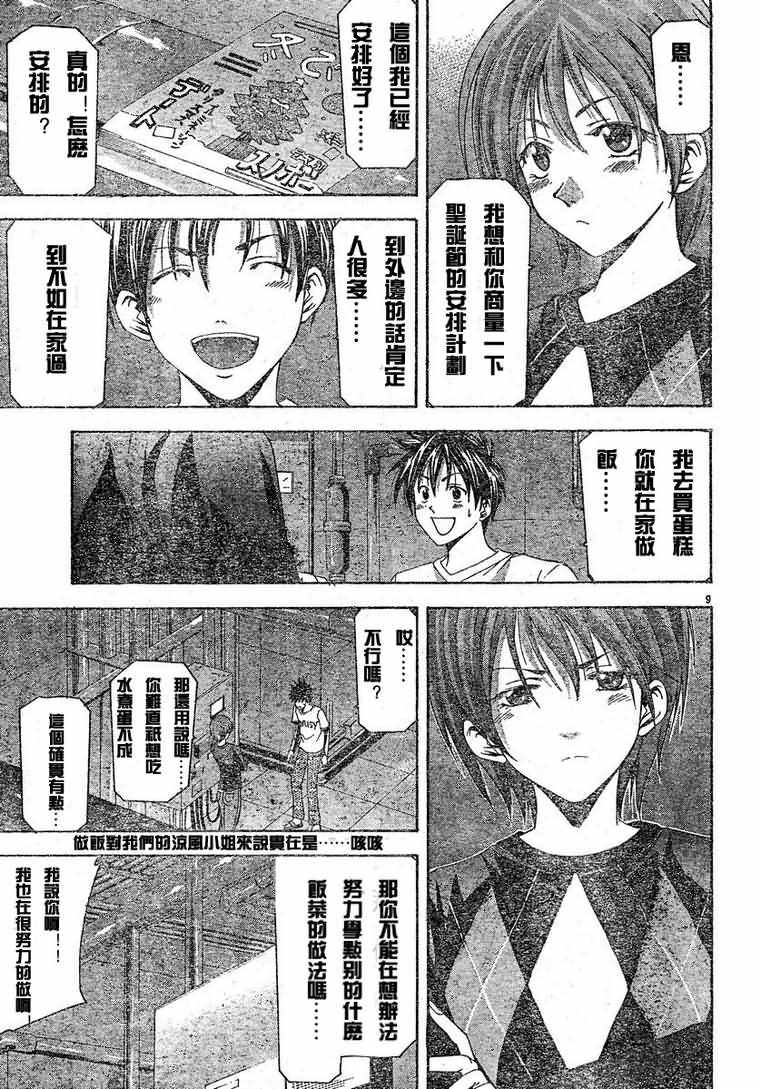 恩……
我想和你商量一下
聖誕節的安排計劃
這個我已經
安排好了……
真的！怎麼
安排的？
デート
スノボー
到外邊的話肯定
人很多……
到不如在家過
我去買蛋糕
你就在家做
飯……
9
哎……
不行嗎？
那還用說嗎……
你難道祇想吃
水煮蛋不成
這個確實有點…
做飯對我們的涼風小姐來說實在是……咳咳
那你不能在想辦法
努力學點別的什麼
飯菜的做法嗎……
我說你啊！！
我也在很努力的做啊！